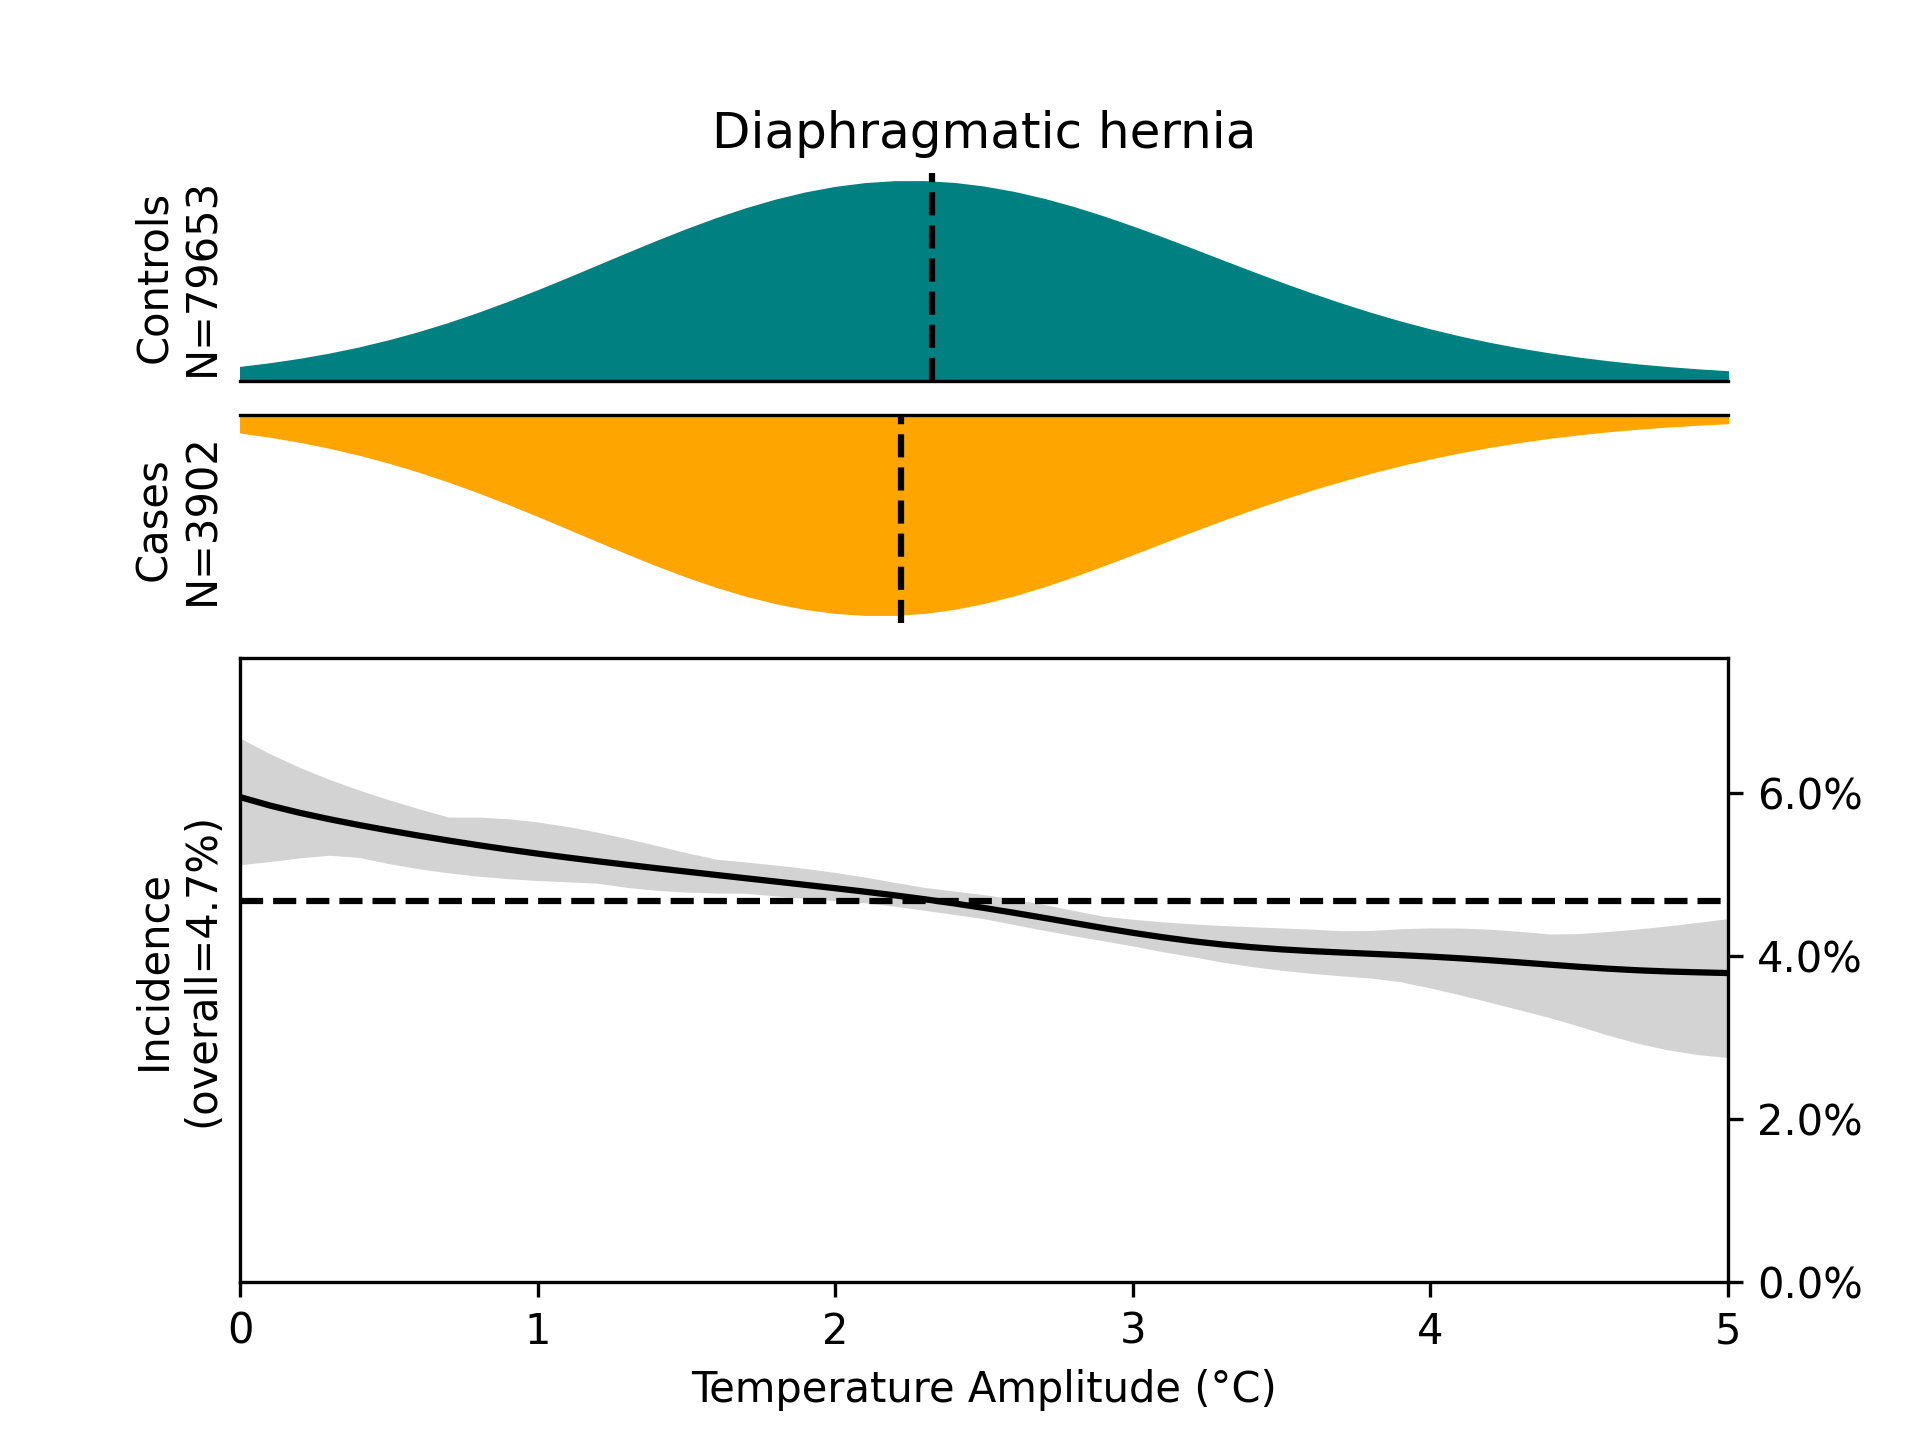 Diaphragmatic hernia
Controls
N=79653
Cases
N=3902
Incidence
(overall=4.7%)
6.0%
4.0%
2.0%
0.0%
0 1 2 3 4 5
Temperature Amplitude (°C)